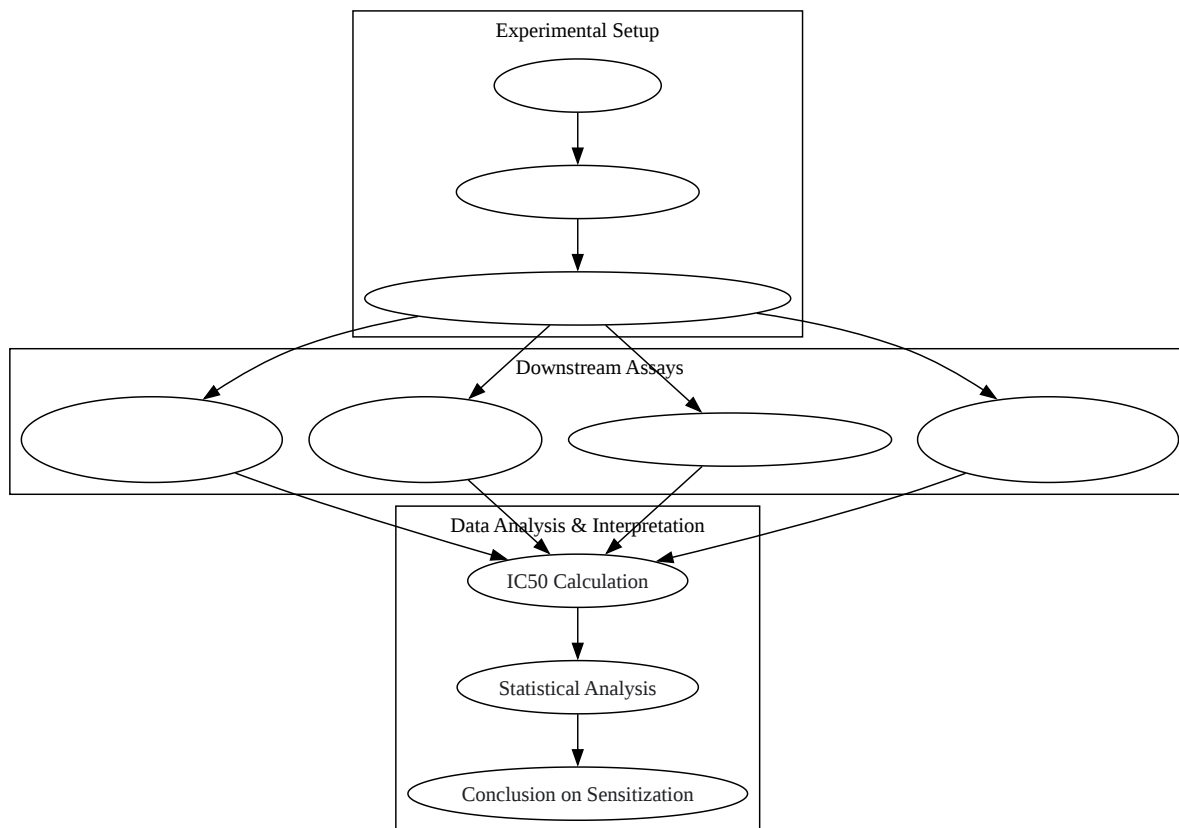 Experimental Setup
Downstream Assays
Data Analysis & Interpretation
IC50 Calculation
Statistical Analysis
Conclusion on Sensitization